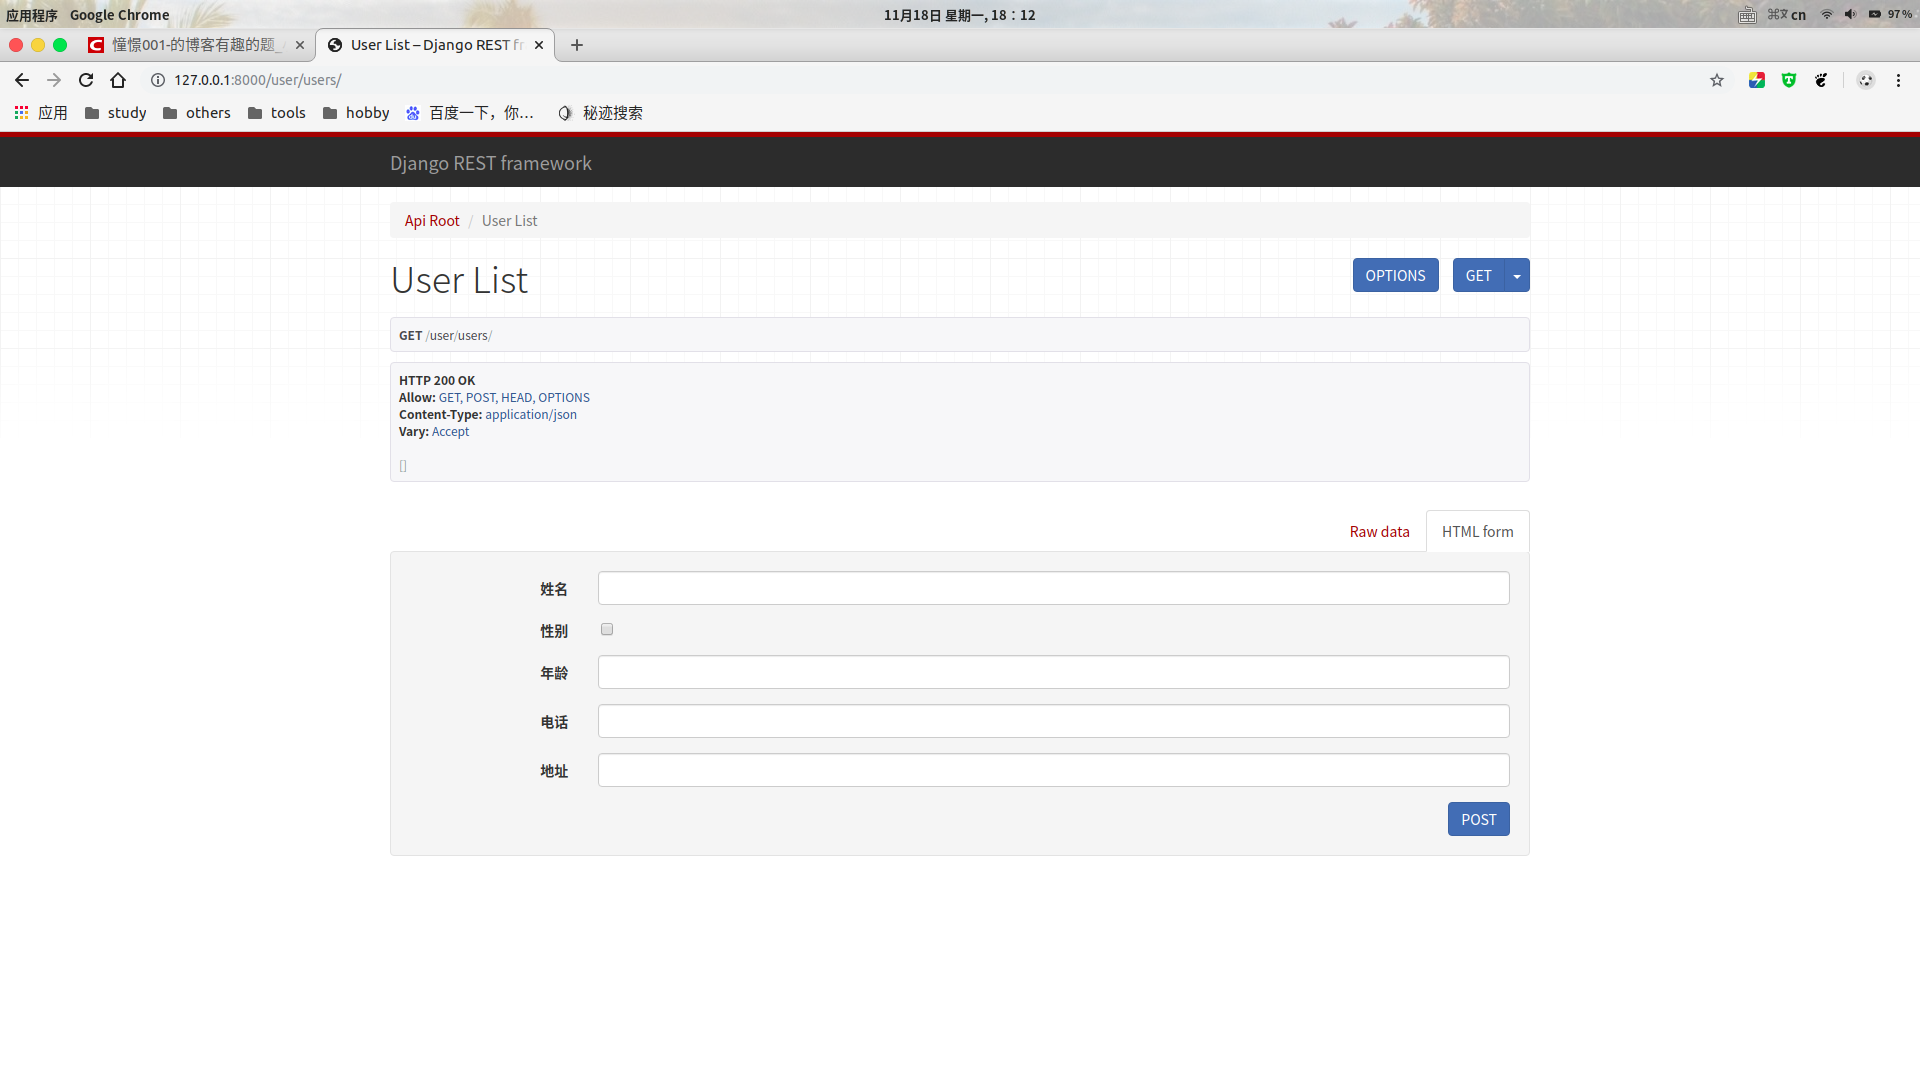 应用程序 Google Chrome 11月18日 星期一, 18：12 cn 97%
憧憬001-的博客有趣的题_ User List – Django REST fr
127.0.0.1:8000/user/users/
应用 study others tools hobby 百度一下，你... 秘迹搜索
Django REST framework
Api Root / User List
User List OPTIONS GET
GET /user/users/
HTTP 200 OK
Allow: GET, POST, HEAD, OPTIONS
Content-Type: application/json
Vary: Accept
[]
Raw data HTML form
姓名
性别
年龄
电话
地址
POST